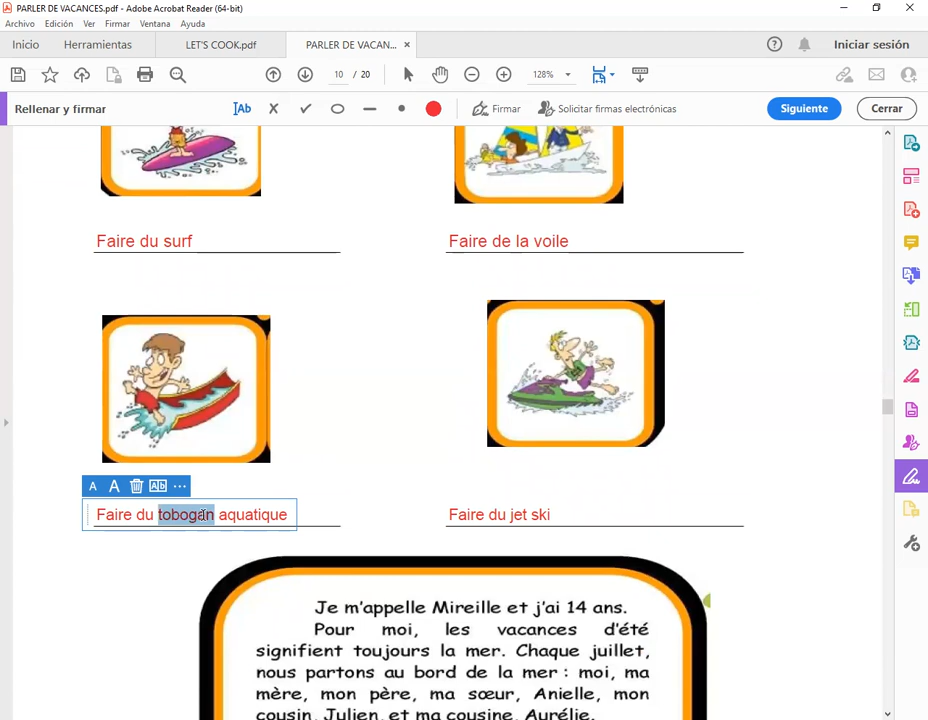 PARLER DE VACANCES.pdf - Adobe Acrobat Reader (64-bit)
Archivo Edición Ver Firmar Ventana Ayuda
Inicio Herramientas LET'S COOK.pdf PARLER DE VACAN... × Iniciar sesión
10 / 20 128%
Rellenar y firmar Ab Firmar Solicitar firmas electrónicas Siguiente Cerrar
Faire du surf Faire de la voile
A A Ab ...
Faire du tobogan aquatique Faire du jet ski
Je m'appelle Mireille et j'ai 14 ans.
Pour moi, les vacances d'été
signifient toujours la mer. Chaque juillet,
nous partons au bord de la mer : moi, ma
mère, mon père, ma sœur, Anielle, mon
cousin, Julien, et ma cousine, Aurélie.